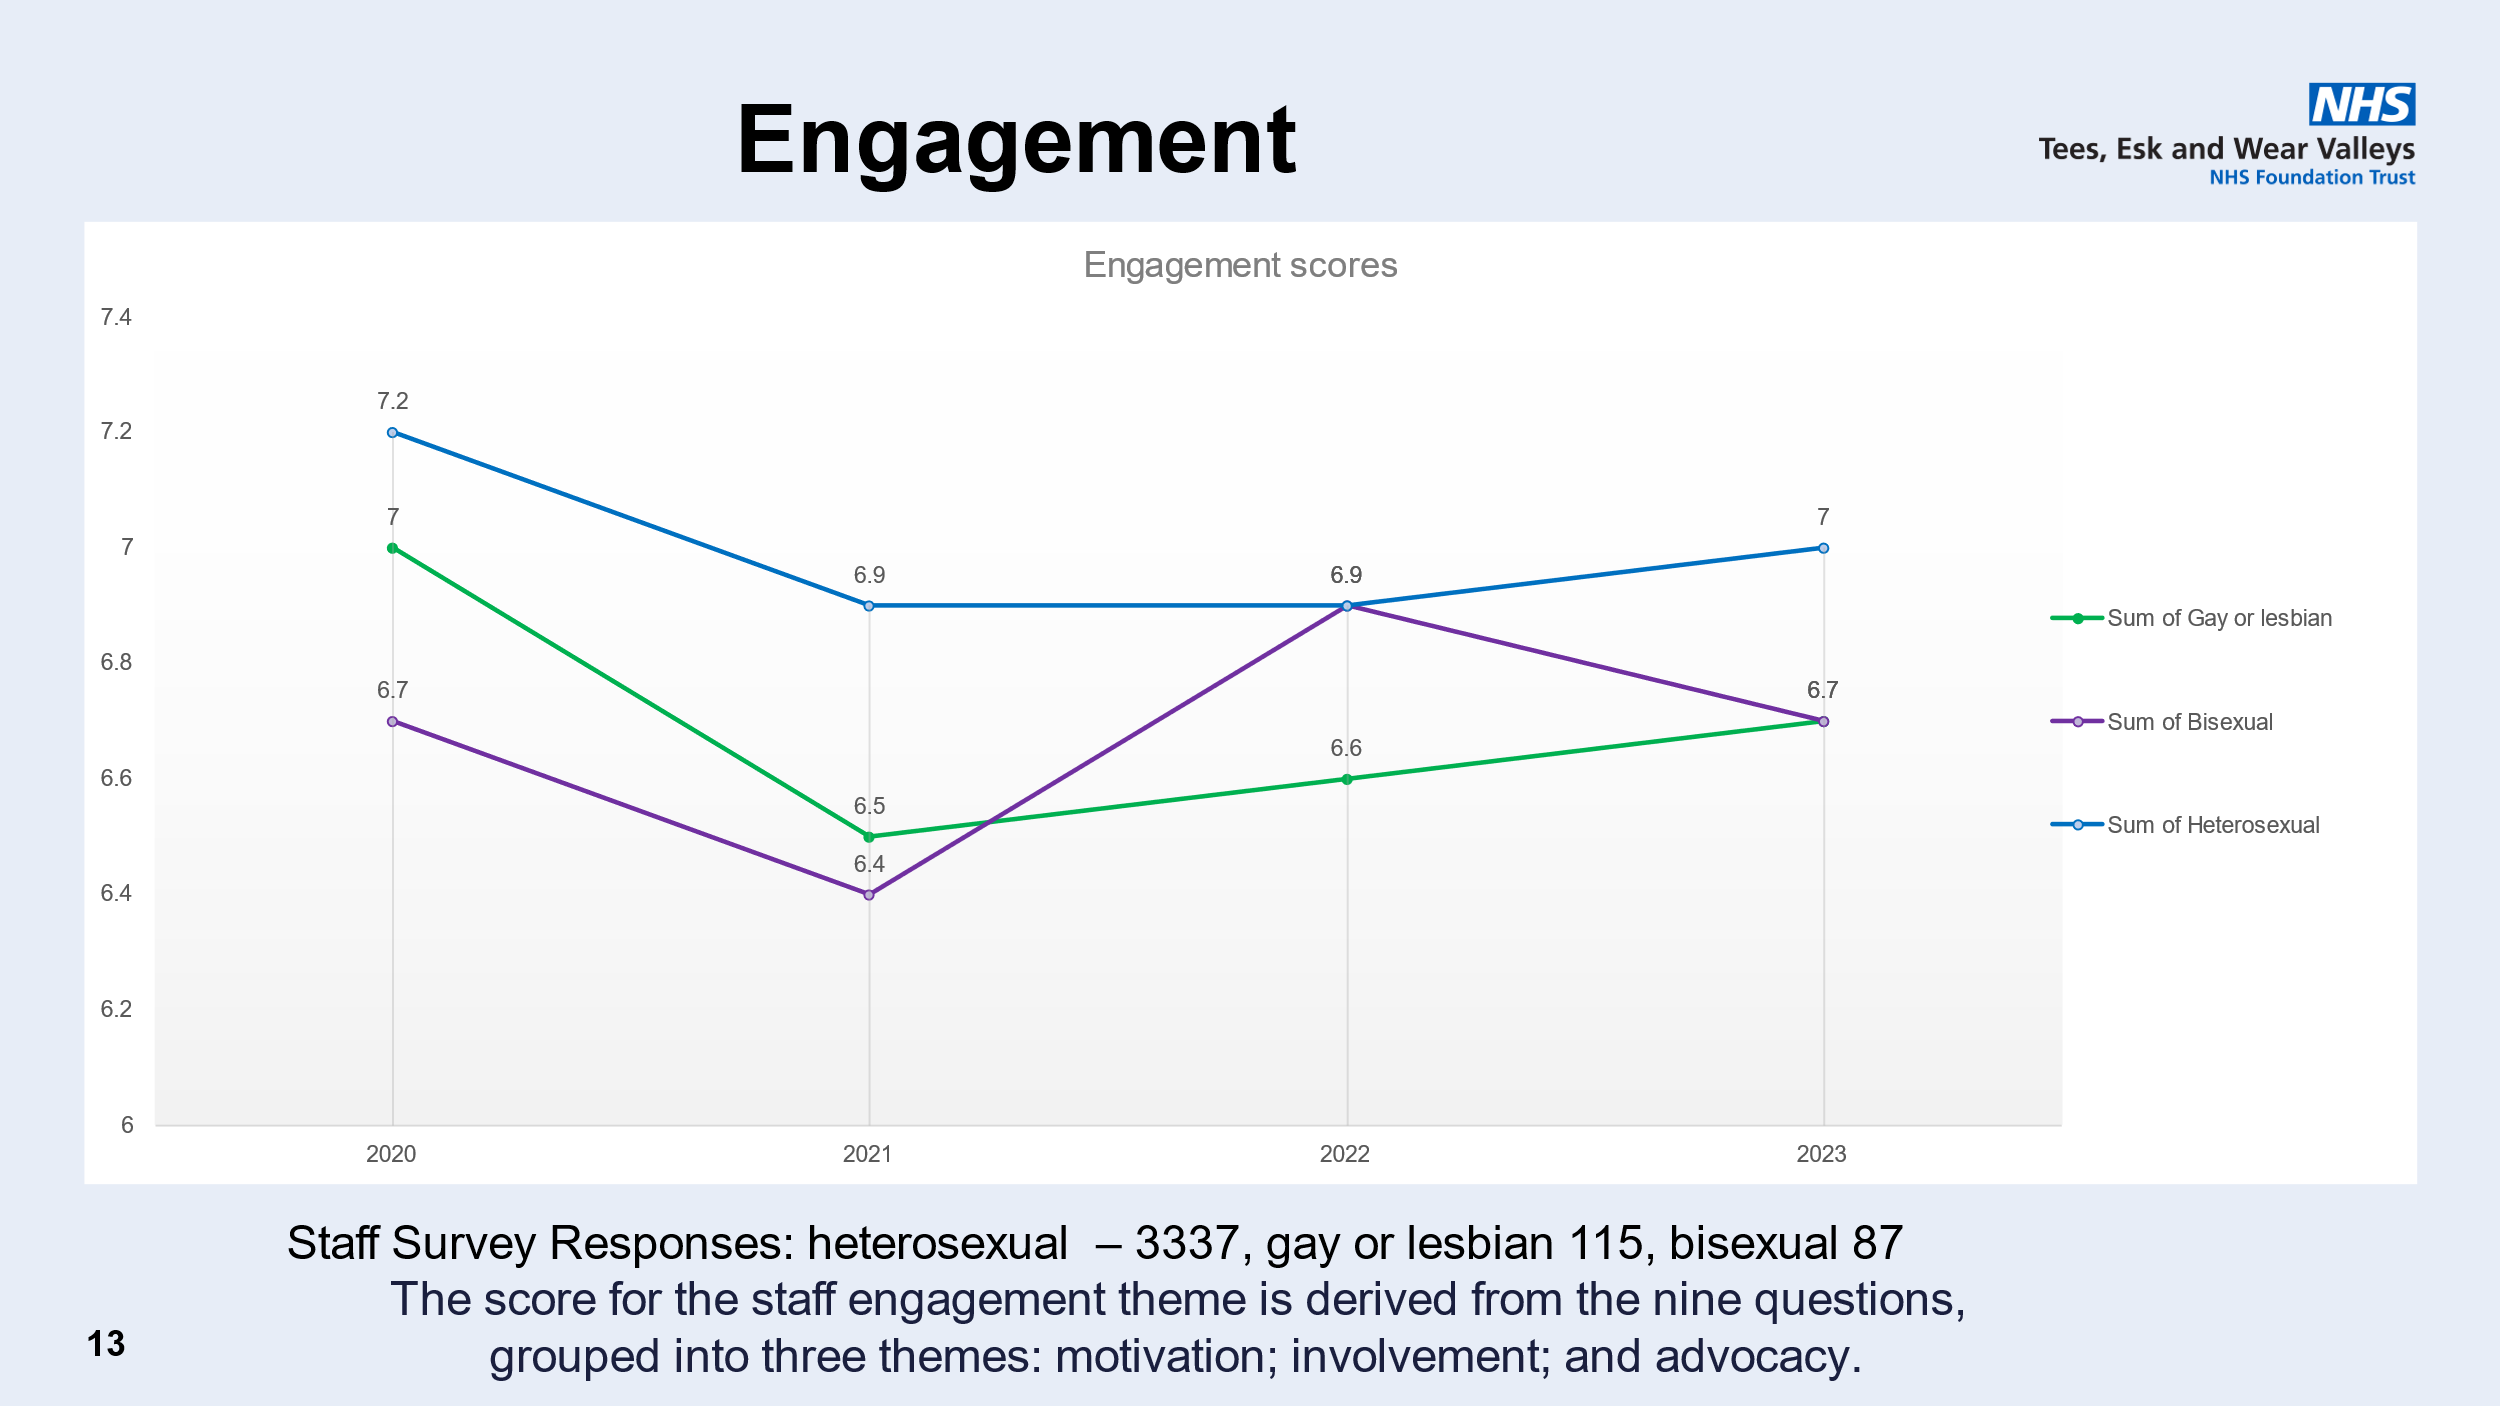 Engagement
NHS
Tees, Esk and Wear Valleys
NHS Foundation Trust
Engagement scores
7.4
7.2
7
6.8
6.6
6.4
6.2
6
7.2
7
6.7
6.9
6.5
6.4
6.9
6.6
7
6.7
2020
2021
2022
2023
Sum of Gay or lesbian
Sum of Bisexual
Sum of Heterosexual
Staff Survey Responses: heterosexual – 3337, gay or lesbian 115, bisexual 87
The score for the staff engagement theme is derived from the nine questions,
grouped into three themes: motivation; involvement; and advocacy.
13